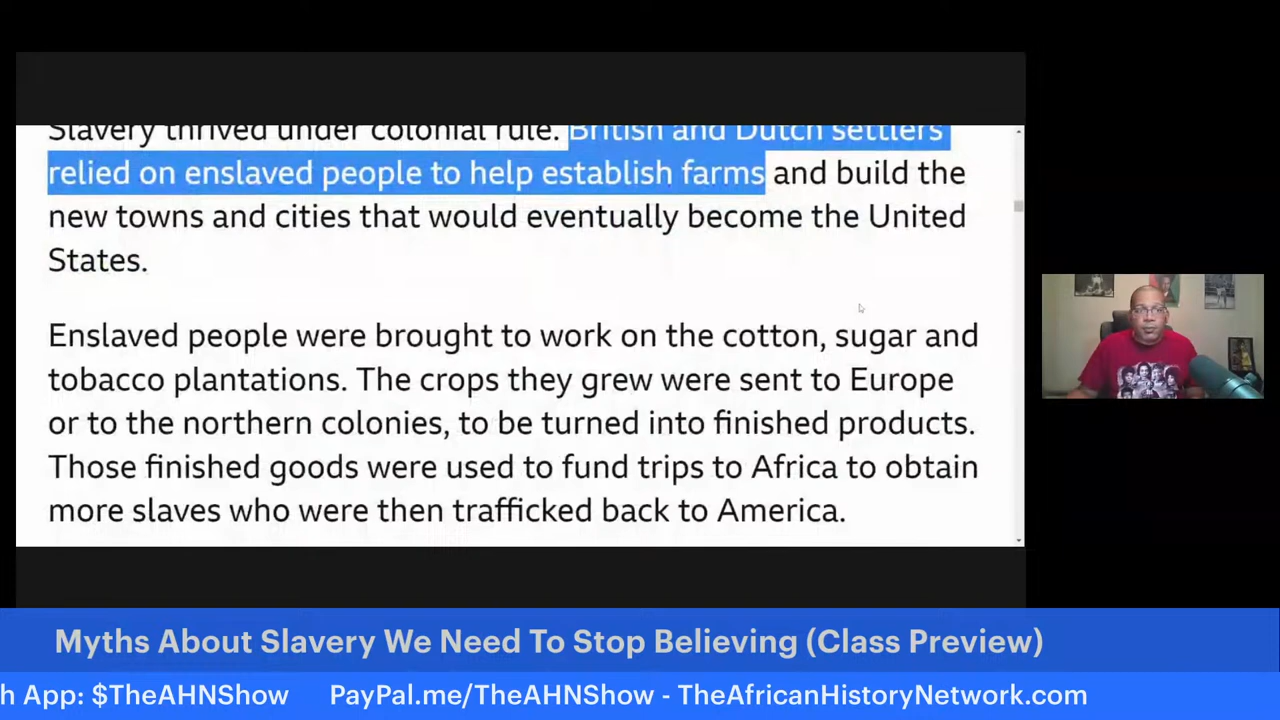 Slavery thrived under colonial rule. British and Dutch settlers
relied on enslaved people to help establish farms and build the
new towns and cities that would eventually become the United
States.
Enslaved people were brought to work on the cotton, sugar and
tobacco plantations. The crops they grew were sent to Europe
or to the northern colonies, to be turned into finished products.
Those finished goods were used to fund trips to Africa to obtain
more slaves who were then trafficked back to America.
Myths About Slavery We Need To Stop Believing (Class Preview)
h App: $TheAHNShow PayPal.me/TheAHNShow - TheAfricanHistoryNetwork.com